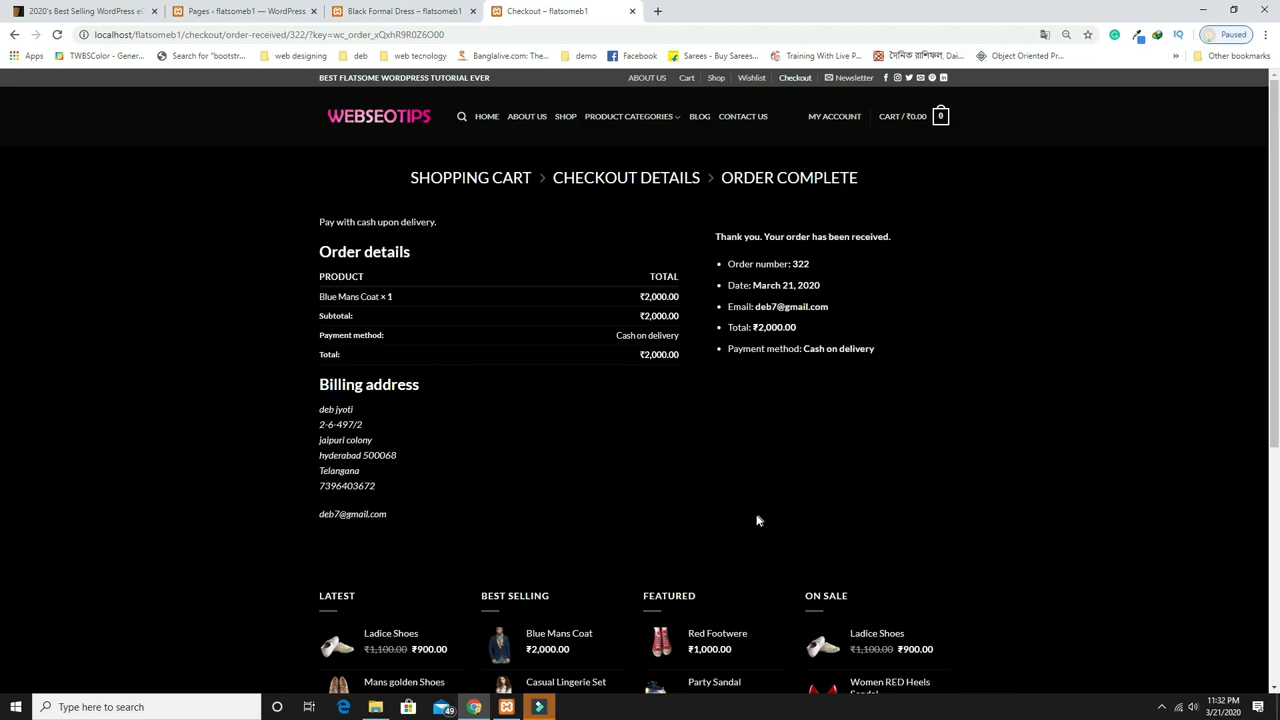 2020's Best Selling WordPress eC
Pages ‹ flatsomeb1 — WordPress
Black Formal Dress – flatsomeb1
Checkout – flatsomeb1
localhost/flatsomeb1/checkout/order-received/322/?key=wc_order_xQxhR9R0Z6O00
Paused
Apps
TWBSColor - Gener...
Search for "bootstr...
web designing
deb
web tecnology
Banglalive.com: The...
demo
Facebook
Sarees – Buy Sarees...
Training With Live P...
দৈনিক রাশিফল, Dai...
Object Oriented Pr...
»
Other bookmarks
BEST FLATSOME WORDPRESS TUTORIAL EVER
ABOUT US Cart Shop Wishlist Checkout Newsletter
WEBSEOTIPS
HOME ABOUT US SHOP PRODUCT CATEGORIES BLOG CONTACT US
MY ACCOUNT
CART / ₹0.00 0
SHOPPING CART > CHECKOUT DETAILS > ORDER COMPLETE
Pay with cash upon delivery.
Order details
PRODUCT TOTAL
Blue Mans Coat × 1 ₹2,000.00
Subtotal: ₹2,000.00
Payment method: Cash on delivery
Total: ₹2,000.00
Billing address
deb jyoti
2-6-497/2
jaipuri colony
hyderabad 500068
Telangana
7396403672
deb7@gmail.com
Thank you. Your order has been received.
• Order number: 322
• Date: March 21, 2020
• Email: deb7@gmail.com
• Total: ₹2,000.00
• Payment method: Cash on delivery
LATEST
Ladice Shoes
₹1,100.00 ₹900.00
Mans golden Shoes
BEST SELLING
Blue Mans Coat
₹2,000.00
Casual Lingerie Set
FEATURED
Red Footwere
₹1,000.00
Party Sandal
ON SALE
Ladice Shoes
₹1,100.00 ₹900.00
Women RED Heels
Sandal
Type here to search
49
11:32 PM
3/21/2020